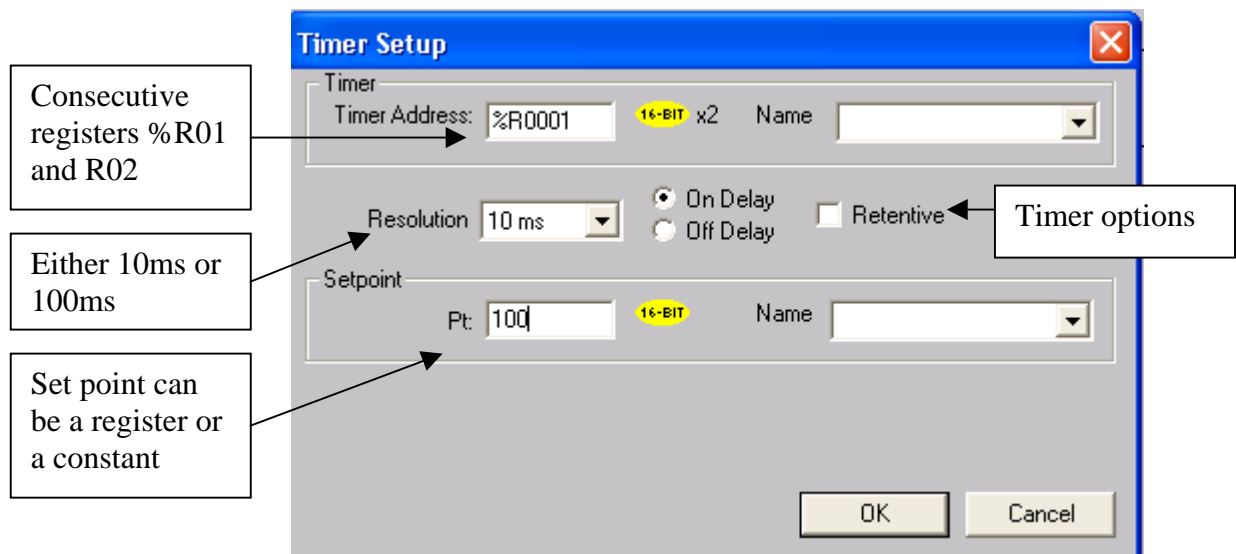 Timer Setup
Consecutive
registers %R01
and R02
Timer
Timer Address: %R0001 16-BIT x2 Name
Resolution 10 ms On Delay
Off Delay
Retentive
Timer options
Either 10ms or
100ms
Setpoint
Pt: 100 16-BIT Name
Set point can
be a register or
a constant
OK Cancel